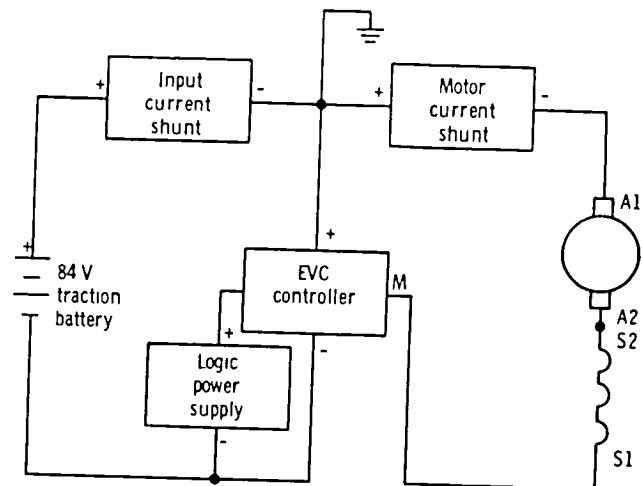 Input
current
shunt
+
-
Motor
current
shunt
+
-
A1
+
84 V
traction
battery
+
EVC
controller
M
+
-
A2
S2
Logic
power
supply
-
S1